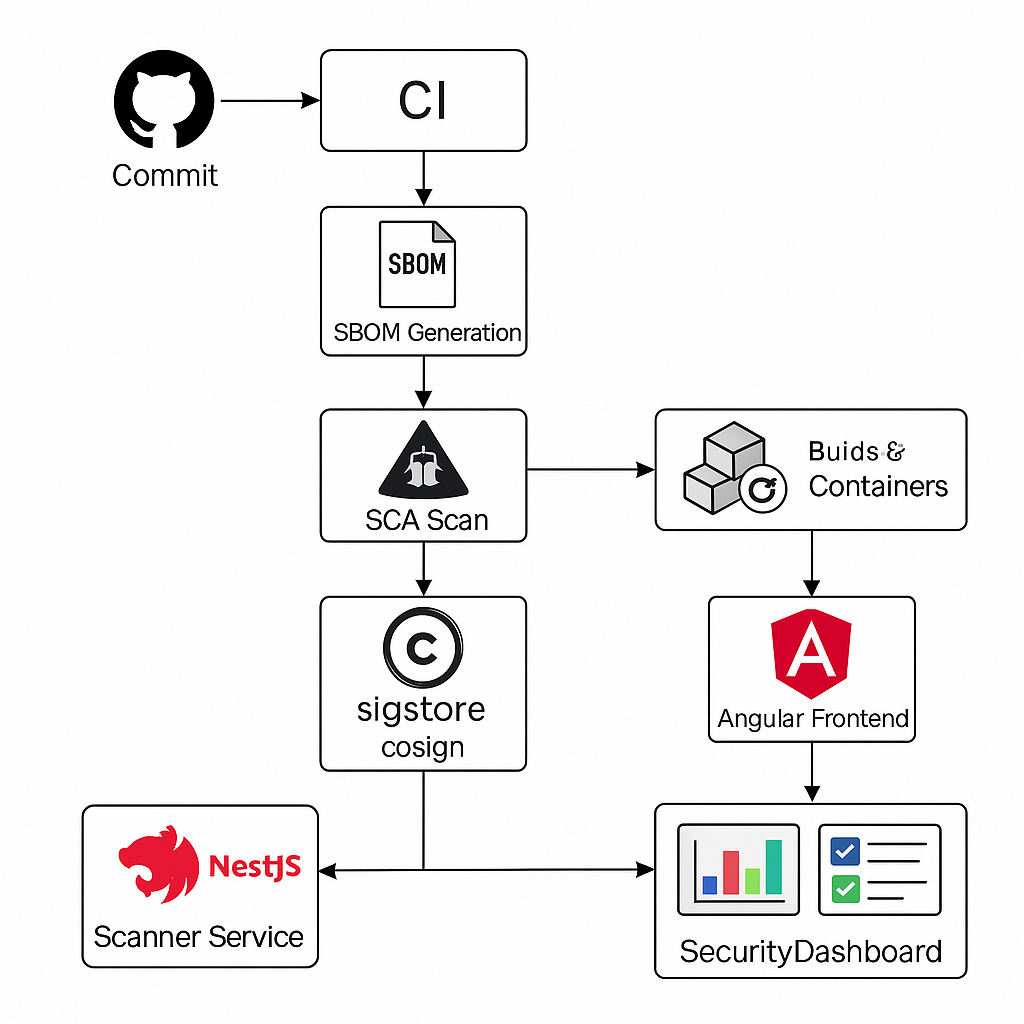 CI
Commit
SBOM
SBOM Generation
SCA Scan
Buids &
Containers
C
sigstore
cosign
A
Angular Frontend
NestJS
Scanner Service
SecurityDashboard